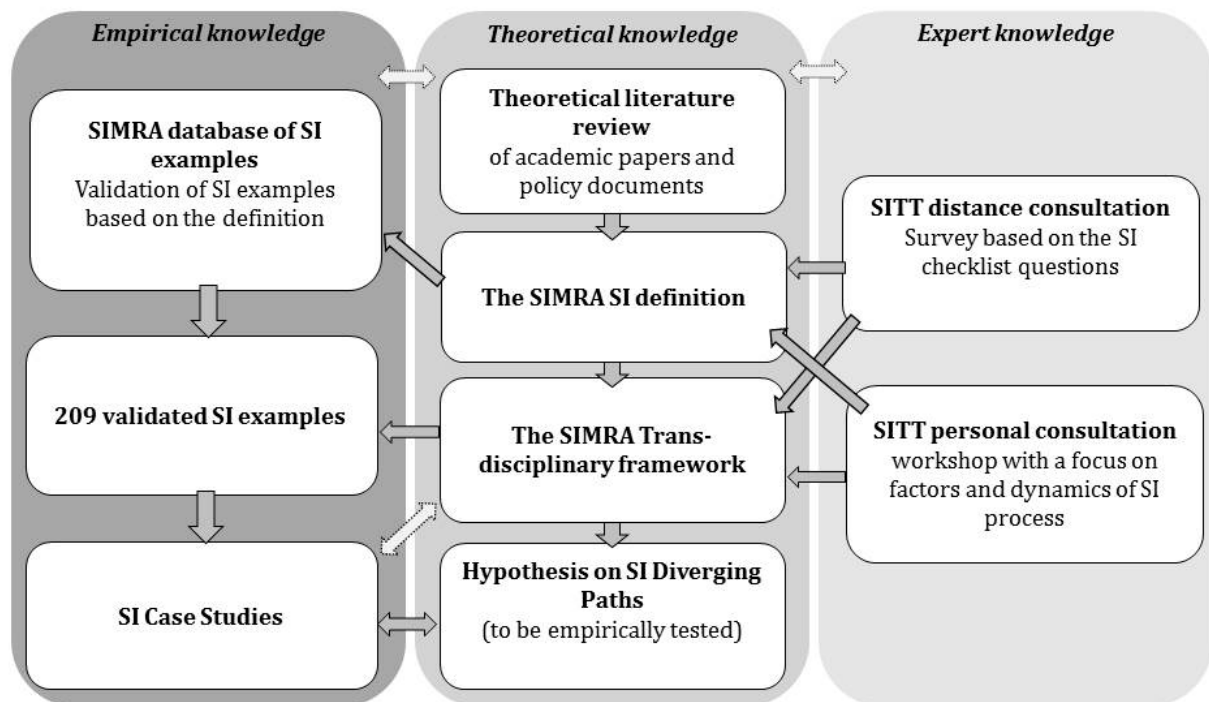 Empirical knowledge
SIMRA database of SI
examples
Validation of SI examples
based on the definition
209 validated SI examples
SI Case Studies
Theoretical knowledge
Theoretical literature
review
of academic papers and
policy documents
The SIMRA SI definition
The SIMRA Trans-
disciplinary framework
Hypothesis on SI Diverging
Paths
(to be empirically tested)
Expert knowledge
SITT distance consultation
Survey based on the SI
checklist questions
SITT personal consultation
workshop with a focus on
factors and dynamics of SI
process